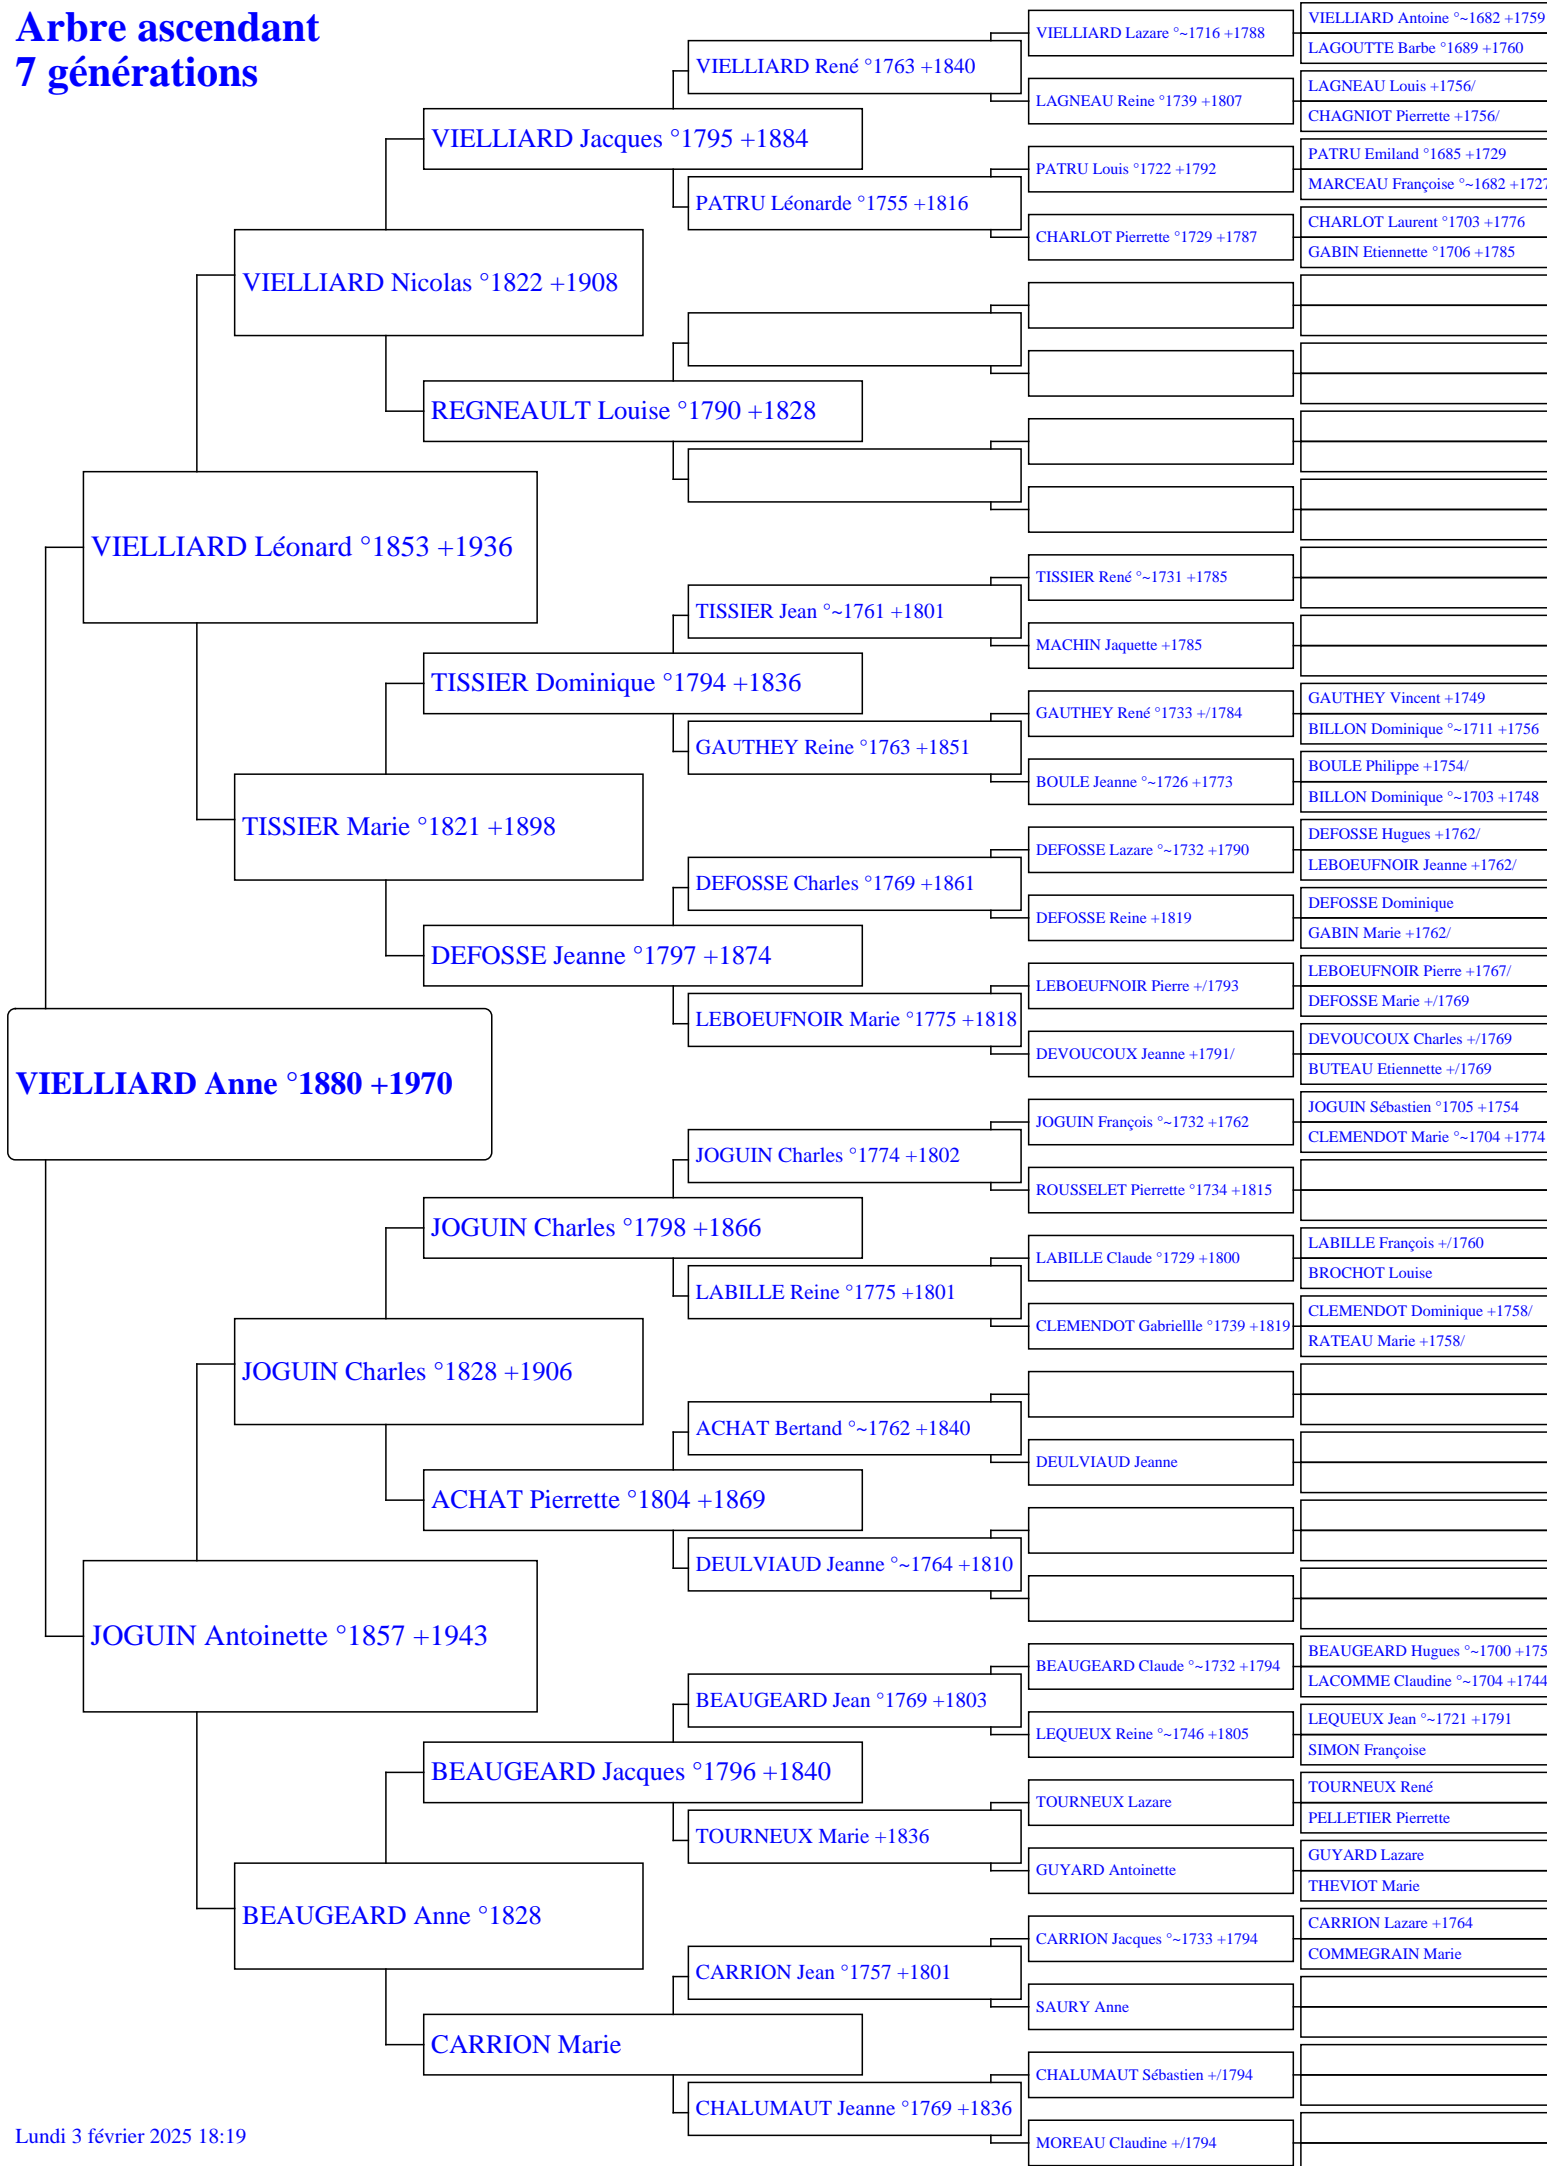 Arbre ascendant
7 générations
VIELLIARD Anne °1880 +1970
VIELLIARD Léonard °1853 +1936
JOGUIN Antoinette °1857 +1943
VIELLIARD Nicolas °1822 +1908
TISSIER Marie °1821 +1898
JOGUIN Charles °1828 +1906
BEAUGEARD Anne °1828
VIELLIARD Jacques °1795 +1884
REGNEAULT Louise °1790 +1828
TISSIER Dominique °1794 +1836
DEFOSSE Jeanne °1797 +1874
JOGUIN Charles °1798 +1866
ACHAT Pierrette °1804 +1869
BEAUGEARD Jacques °1796 +1840
CARRION Marie
VIELLIARD René °1763 +1840
PATRU Léonarde °1755 +1816
TISSIER Jean °~1761 +1801
GAUTHEY Reine °1763 +1851
DEFOSSE Charles °1769 +1861
LEBOEUFNOIR Marie °1775 +1818
JOGUIN Charles °1774 +1802
LABILLE Reine °1775 +1801
ACHAT Bertand °~1762 +1840
DEULVIAUD Jeanne °~1764 +1810
BEAUGEARD Jean °1769 +1803
TOURNEUX Marie +1836
CARRION Jean °1757 +1801
CHALUMAUT Jeanne °1769 +1836
VIELLIARD Lazare °~1716 +1788
LAGNEAU Reine °1739 +1807
PATRU Louis °1722 +1792
CHARLOT Pierrette °1729 +1787
TISSIER René °~1731 +1785
MACHIN Jaquette +1785
GAUTHEY René °1733 +/1784
BOULE Jeanne °~1726 +1773
DEFOSSE Lazare °~1732 +1790
DEFOSSE Reine +1819
LEBOEUFNOIR Pierre +/1793
DEVOUCOUX Jeanne +1791/
JOGUIN François °~1732 +1762
ROUSSELET Pierrette °1734 +1815
LABILLE Claude °1729 +1800
CLEMENDOT Gabriellle °1739 +1819
DEULVIAUD Jeanne
BEAUGEARD Claude °~1732 +1794
LEQUEUX Reine °~1746 +1805
TOURNEUX Lazare
GUYARD Antoinette
CARRION Jacques °~1733 +1794
SAURY Anne
CHALUMAUT Sébastien +/1794
MOREAU Claudine +/1794
VIELLIARD Antoine °~1682 +1759
LAGOUTTE Barbe °1689 +1760
LAGNEAU Louis +1756/
CHAGNIOT Pierrette +1756/
PATRU Emiland °1685 +1729
MARCEAU Françoise °~1682 +1727
CHARLOT Laurent °1703 +1776
GABIN Etiennette °1706 +1785
GAUTHEY Vincent +1749
BILLON Dominique °~1711 +1756
BOULE Philippe +1754/
BILLON Dominique °~1703 +1748
DEFOSSE Hugues +1762/
LEBOEUFNOIR Jeanne +1762/
DEFOSSE Dominique
GABIN Marie +1762/
LEBOEUFNOIR Pierre +1767/
DEFOSSE Marie +/1769
DEVOUCOUX Charles +/1769
BUTEAU Etiennette +/1769
JOGUIN Sébastien °1705 +1754
CLEMENDOT Marie °~1704 +1774
LABILLE François +/1760
BROCHOT Louise
CLEMENDOT Dominique +1758/
RATEAU Marie +1758/
BEAUGEARD Hugues °~1700 +175
LACOMME Claudine °~1704 +1744
LEQUEUX Jean °~1721 +1791
SIMON Françoise
TOURNEUX René
PELLETIER Pierrette
GUYARD Lazare
THEVIOT Marie
CARRION Lazare +1764
COMMEGRAIN Marie
Lundi 3 février 2025 18:19